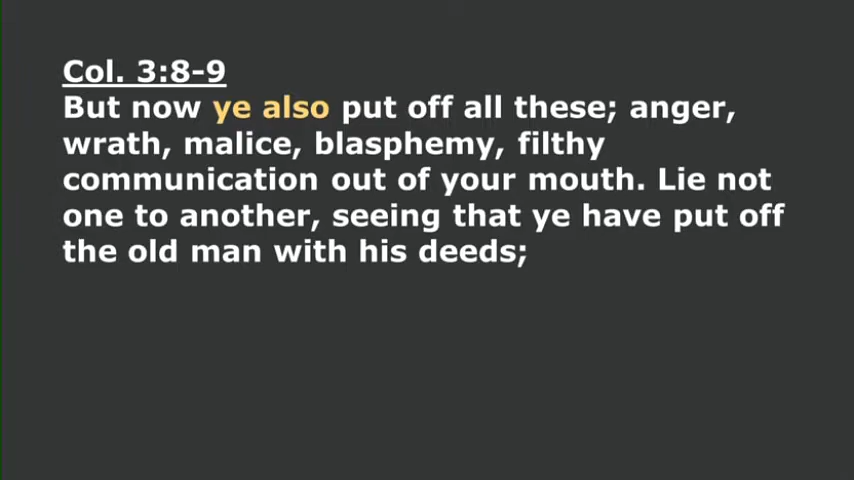 Col. 3:8-9
But now ye also put off all these; anger,
wrath, malice, blasphemy, filthy
communication out of your mouth. Lie not
one to another, seeing that ye have put off
the old man with his deeds;